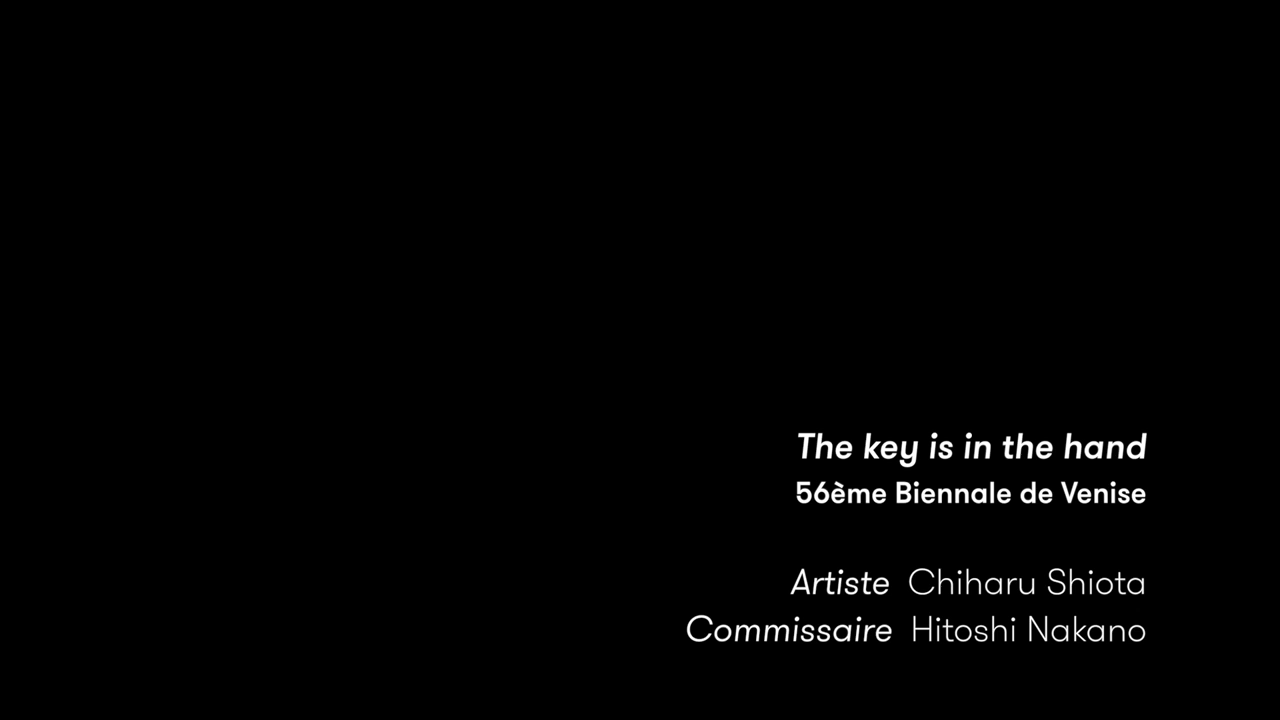 The key is in the hand
56ème Biennale de Venise
Artiste Chiharu Shiota
Commissaire Hitoshi Nakano